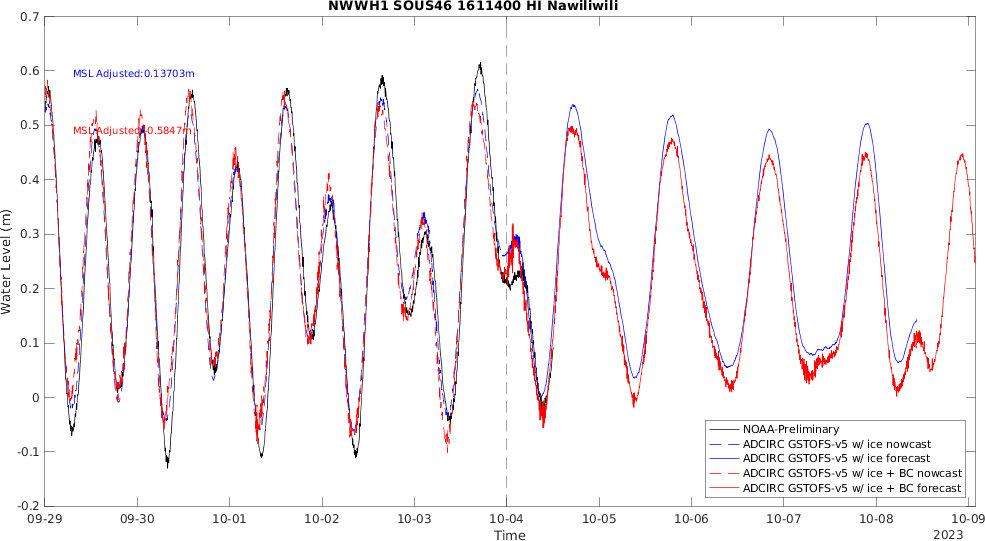 NWWH1 SOUS46 1611400 HI Nawiliwili
0.7
0.6
0.5
0.4
0.3
0.2
0.1
0
-0.1
-0.2
Water Level (m)
MSL Adjusted:0.13703m
MSL Adjusted:-0.5847m
NOAA-Preliminary
ADCIRC GSTOFS-v5 w/ ice nowcast
ADCIRC GSTOFS-v5 w/ ice forecast
ADCIRC GSTOFS-v5 w/ ice + BC nowcast
ADCIRC GSTOFS-v5 w/ ice + BC forecast
09-29 09-30 10-01 10-02 10-03 10-04 10-05 10-06 10-07 10-08 10-09
Time
2023